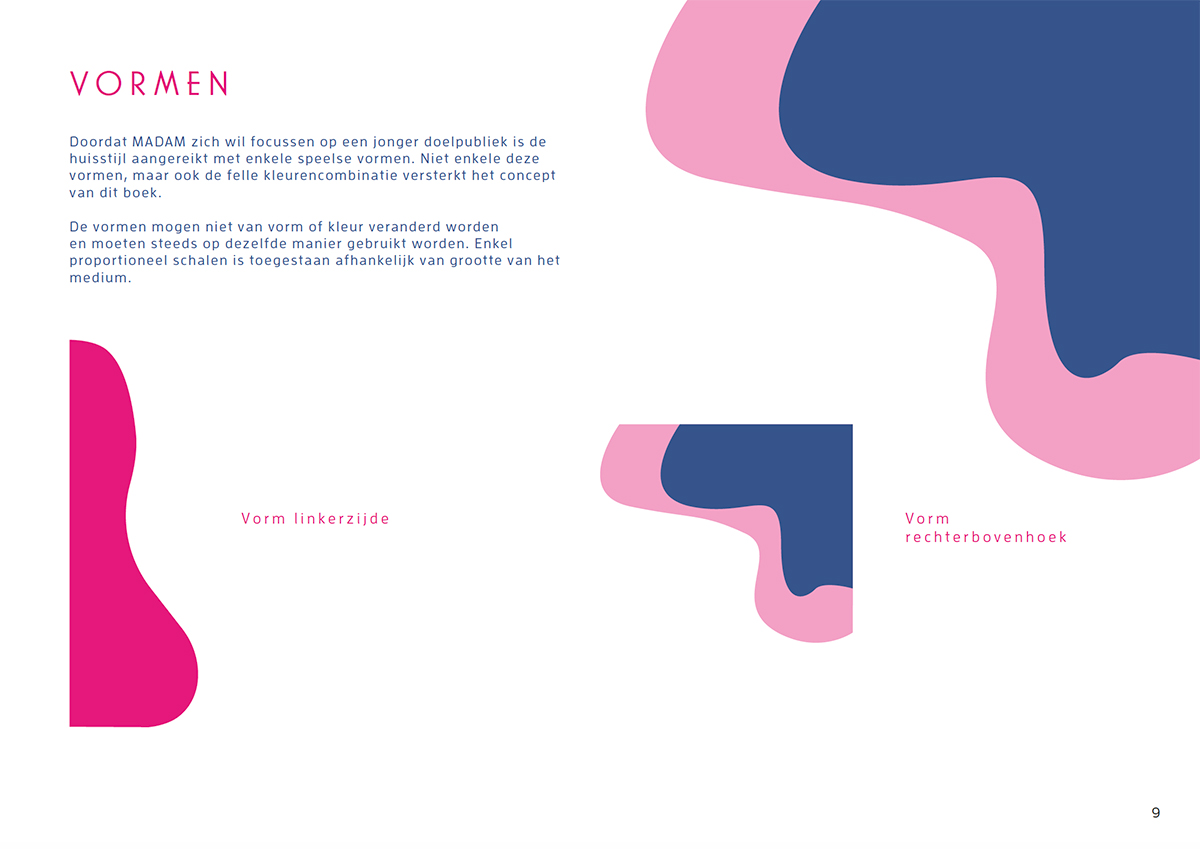 VORMEN
Doordat MADAM zich wil focussen op een jonger doelpubliek is de
huisstijl aangereikt met enkele speelse vormen. Niet enkele deze
vormen, maar ook de felle kleurencombinatie versterkt het concept
van dit boek.
De vormen mogen niet van vorm of kleur veranderd worden
en moeten steeds op dezelfde manier gebruikt worden. Enkel
proportioneel schalen is toegestaan afhankelijk van grootte van het
medium.
Vorm linkerzijde
Vorm
rechterbovenhoek
9